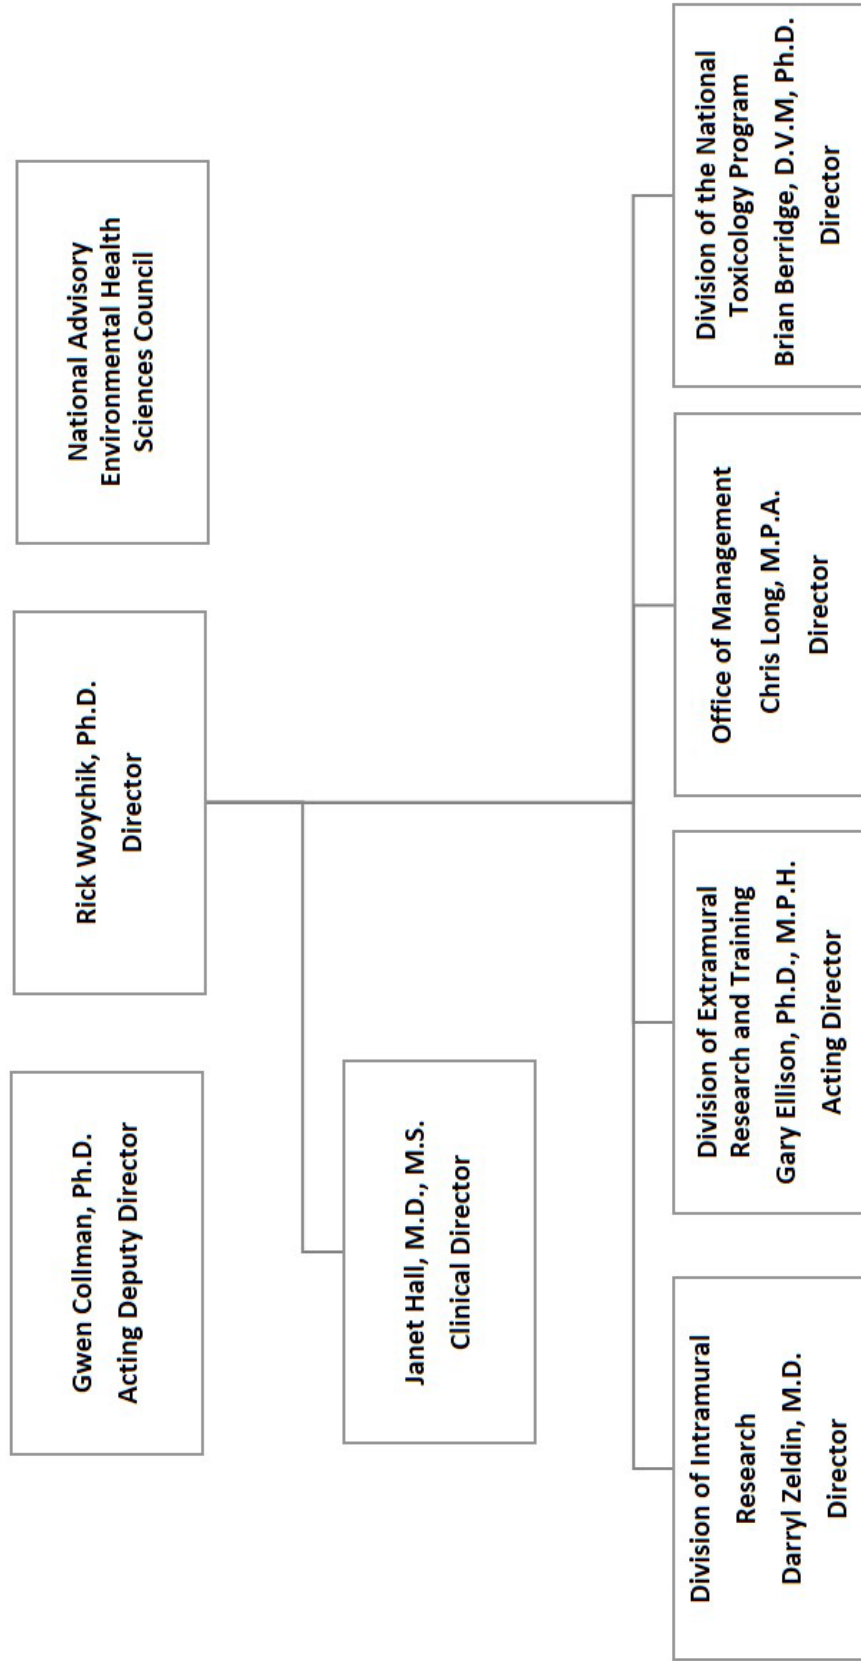 Gwen Collman, Ph.D.
Acting Deputy Director
Rick Woychik, Ph.D.
Director
National Advisory
Environmental Health
Sciences Council
Janet Hall, M.D., M.S.
Clinical Director
Division of Intramural
Research
Darryl Zeldin, M.D.
Director
Division of Extramural
Research and Training
Gary Ellison, Ph.D., M.P.H.
Acting Director
Office of Management
Chris Long, M.P.A.
Director
Division of the National
Toxicology Program
Brian Berridge, D.V.M, Ph.D.
Director